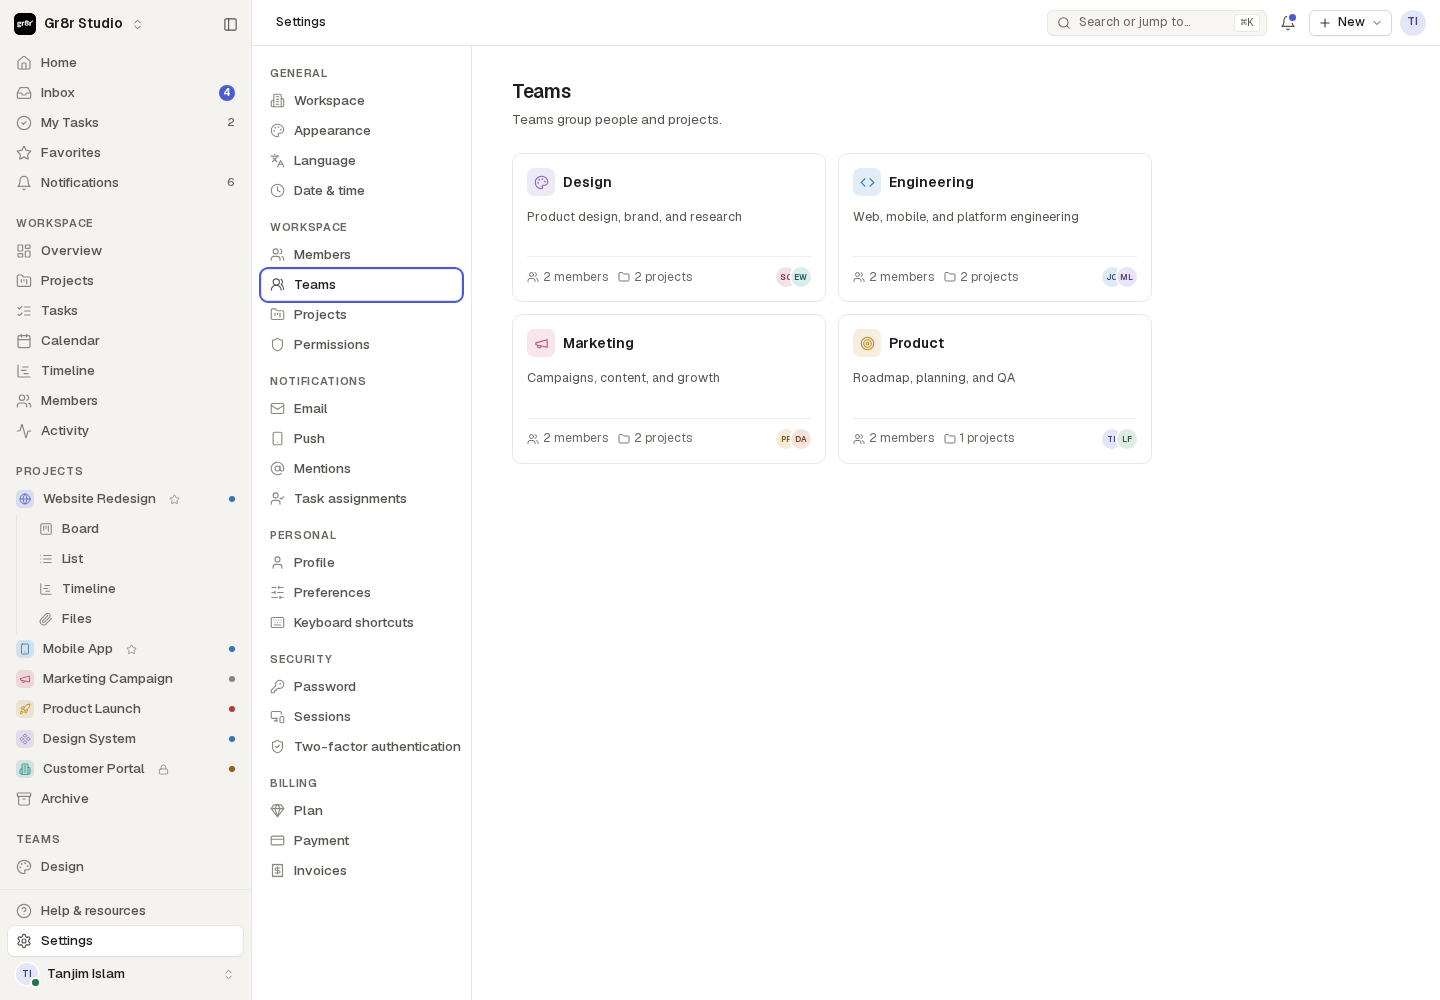 gr8r
Gr8r Studio
Home
Inbox 4
My Tasks 2
Favorites
Notifications 6
WORKSPACE
Overview
Projects
Tasks
Calendar
Timeline
Members
Activity
PROJECTS
Website Redesign
Board
List
Timeline
Files
Mobile App
Marketing Campaign
Product Launch
Design System
Customer Portal
Archive
TEAMS
Design
Help & resources
Settings
TI Tanjim Islam
Settings
Search or jump to... ⌘K
New
TI
GENERAL
Workspace
Appearance
Language
Date & time
WORKSPACE
Members
Teams
Projects
Permissions
NOTIFICATIONS
Email
Push
Mentions
Task assignments
PERSONAL
Profile
Preferences
Keyboard shortcuts
SECURITY
Password
Sessions
Two-factor authentication
BILLING
Plan
Payment
Invoices
Teams
Teams group people and projects.
Design
Product design, brand, and research
2 members 2 projects EW
Engineering
Web, mobile, and platform engineering
2 members 2 projects ML
Marketing
Campaigns, content, and growth
2 members 2 projects DA
Product
Roadmap, planning, and QA
2 members 1 projects TI LF